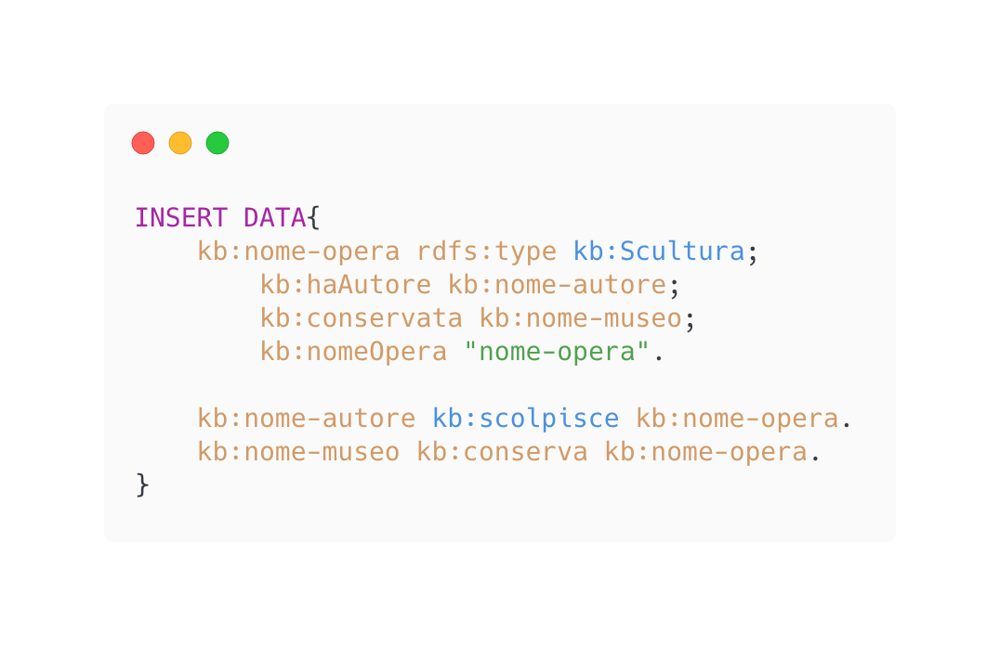 INSERT DATA{
    kb:nome-opera rdfs:type kb:Scultura;
        kb:haAutore kb:nome-autore;
        kb:conservata kb:nome-museo;
        kb:nomeOpera "nome-opera".

    kb:nome-autore kb:scolpisce kb:nome-opera.
    kb:nome-museo kb:conserva kb:nome-opera.
}